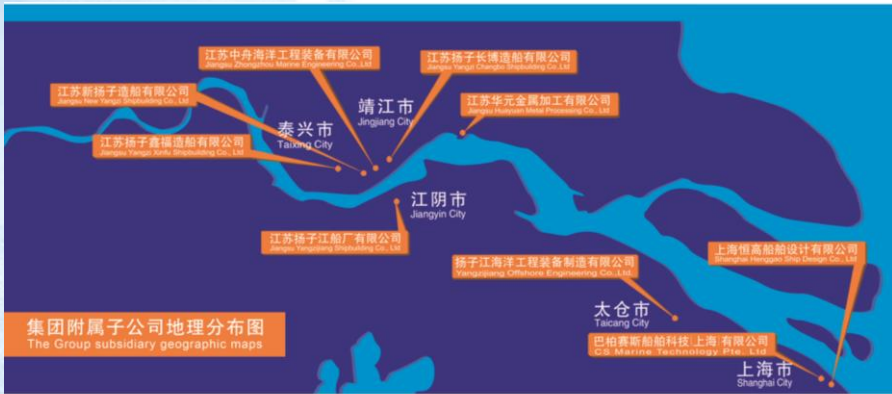 江苏中舟海洋工程装备有限公司
Jiangsu Zhongzhou Marine Engineering Co.,Ltd
江苏扬子长博造船有限公司
Jiangsu Yangzi Changbo Shipbuilding Co.,Ltd
江苏新扬子造船有限公司
Jiangsu New Yangzi Shipbuilding Co., Ltd
靖江市
Jingjiang City
江苏华元金属加工有限公司
Jiangsu Huayuan Metal Processing Co., Ltd
泰兴市
Taixing City
江苏扬子鑫福造船有限公司
Jiangsu Yangzi Xinfu Shipbuilding Co., Ltd
江阴市
Jiangyin City
江苏扬子江船厂有限公司
Jiangsu Yangzijiang Shipbuilding Co., Ltd
上海恒高船舶设计有限公司
Shanghai Henggao Ship Design Co., Ltd
扬子江海洋工程装备制造有限公司
Yangzijiang Offshore Engineering Co.,Ltd.
太仓市
Taicang City
集团附属子公司地理分布图
The Group subsidiary geographic maps
巴柏赛斯船舶科技(上海)有限公司
CS Marine Technology Pte. Ltd
上海市
Shanghai City